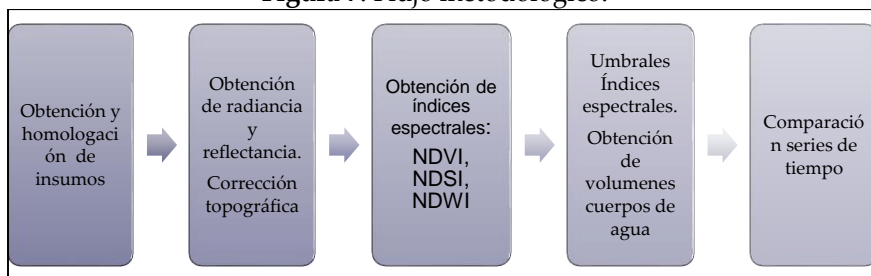 Obtención y
homologaci
ón de
insumos
Obtención
de radiancia
y
reflectancia.
Corrección
topográfica
Obtención de
índices
espectrales:
NDVI,
NDSI,
NDWI
Umbrales
Índices
espectrales.
Obtención
de
volumenes
cuerpos de
agua
Comparació
n series de
tiempo